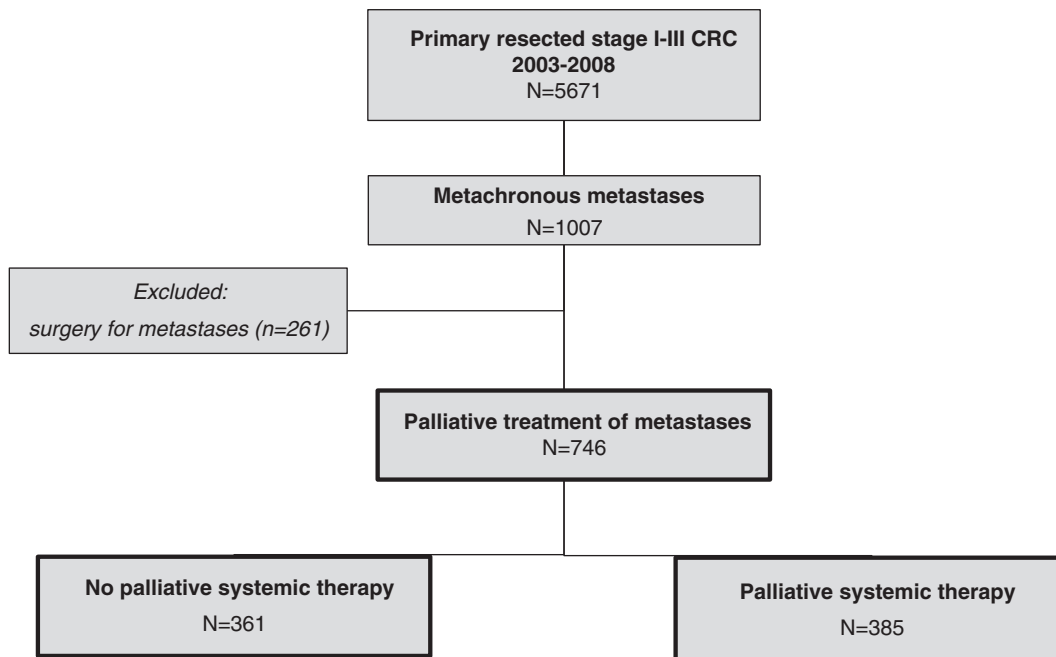 Primary resected stage I-III CRC
2003-2008
N=5671
Metachronous metastases
N=1007
Excluded:
surgery for metastases (n=261)
Palliative treatment of metastases
N=746
No palliative systemic therapy
N=361
Palliative systemic therapy
N=385